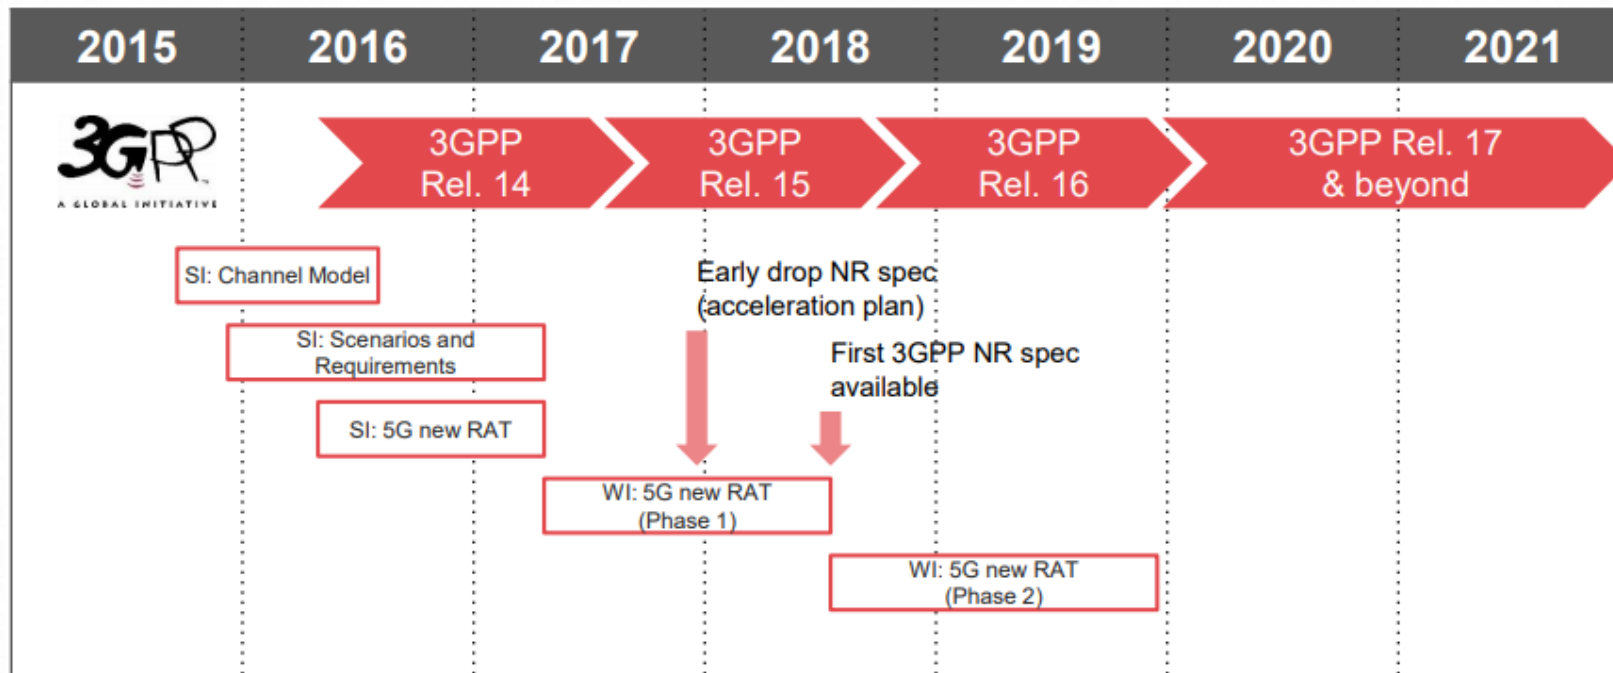 2015 2016 2017 2018 2019 2020 2021
3GPP
A GLOBAL INITIATIVE
3GPP
Rel. 14
3GPP
Rel. 15
3GPP
Rel. 16
3GPP Rel. 17
& beyond
SI: Channel Model
SI: Scenarios and
Requirements
SI: 5G new RAT
Early drop NR spec
(acceleration plan)
First 3GPP NR spec
available
WI: 5G new RAT
(Phase 1)
WI: 5G new RAT
(Phase 2)